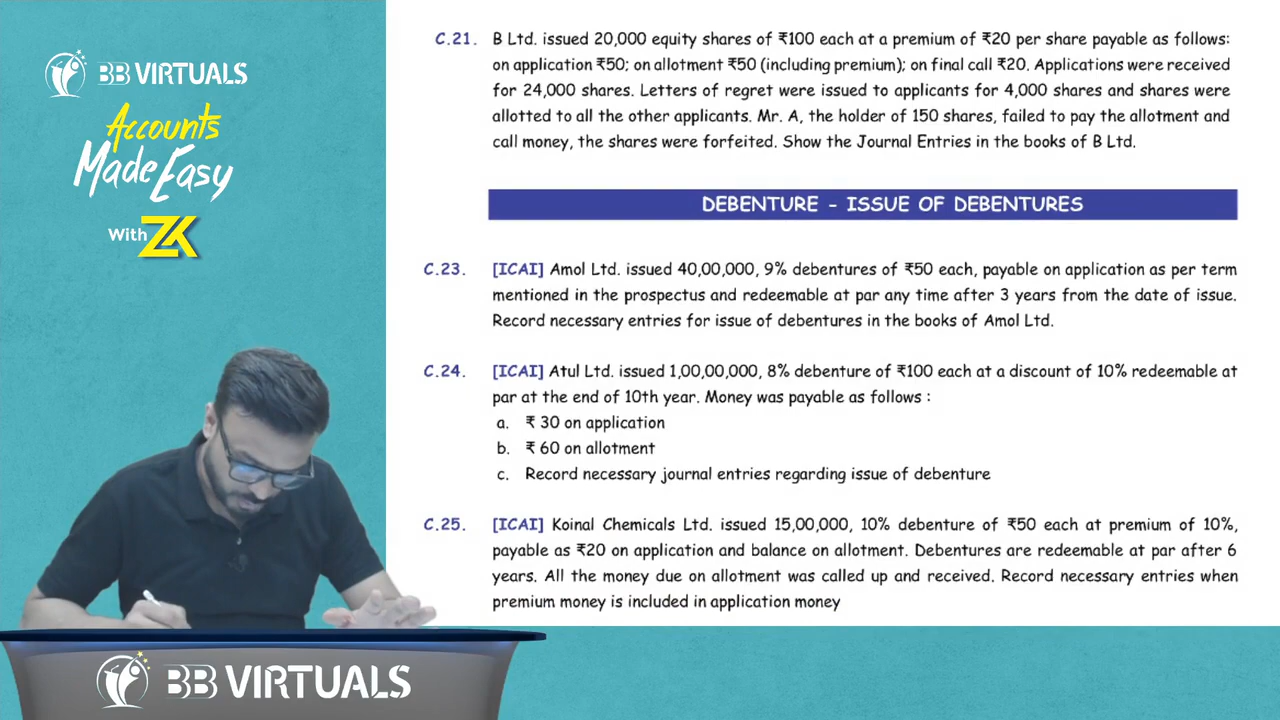 BB VIRTUALS
Accounts
Made Easy
With ZK
C.21. B Ltd. issued 20,000 equity shares of ₹100 each at a premium of ₹20 per share payable as follows:
on application ₹50; on allotment ₹50 (including premium); on final call ₹20. Applications were received
for 24,000 shares. Letters of regret were issued to applicants for 4,000 shares and shares were
allotted to all the other applicants. Mr. A, the holder of 150 shares, failed to pay the allotment and
call money, the shares were forfeited. Show the Journal Entries in the books of B Ltd.
DEBENTURE - ISSUE OF DEBENTURES
C.23. [ICAI] Amol Ltd. issued 40,00,000, 9% debentures of ₹50 each, payable on application as per term
mentioned in the prospectus and redeemable at par any time after 3 years from the date of issue.
Record necessary entries for issue of debentures in the books of Amol Ltd.
C.24. [ICAI] Atul Ltd. issued 1,00,00,000, 8% debenture of ₹100 each at a discount of 10% redeemable at
par at the end of 10th year. Money was payable as follows :
a. ₹ 30 on application
b. ₹ 60 on allotment
c. Record necessary journal entries regarding issue of debenture
C.25. [ICAI] Koinal Chemicals Ltd. issued 15,00,000, 10% debenture of ₹50 each at premium of 10%,
payable as ₹20 on application and balance on allotment. Debentures are redeemable at par after 6
years. All the money due on allotment was called up and received. Record necessary entries when
premium money is included in application money
BB VIRTUALS